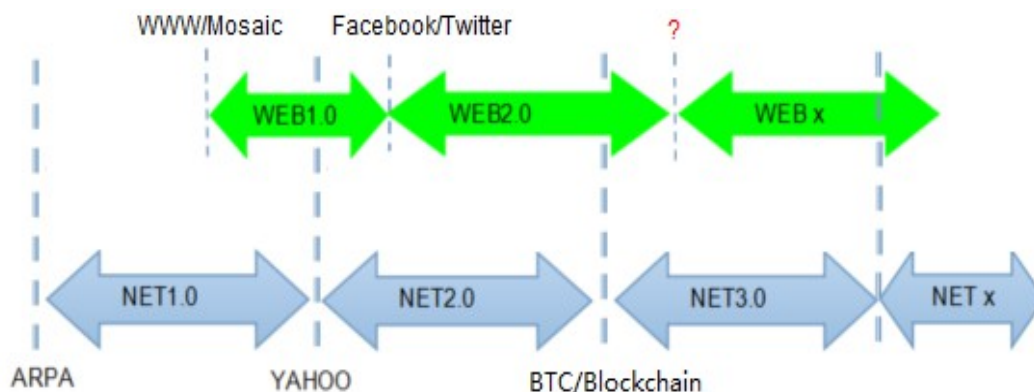 WWW/Mosaic Facebook/Twitter ?
WEB1.0 WEB2.0 WEB x
NET1.0 NET2.0 NET3.0 NET x
ARPA YAHOO BTC/Blockchain